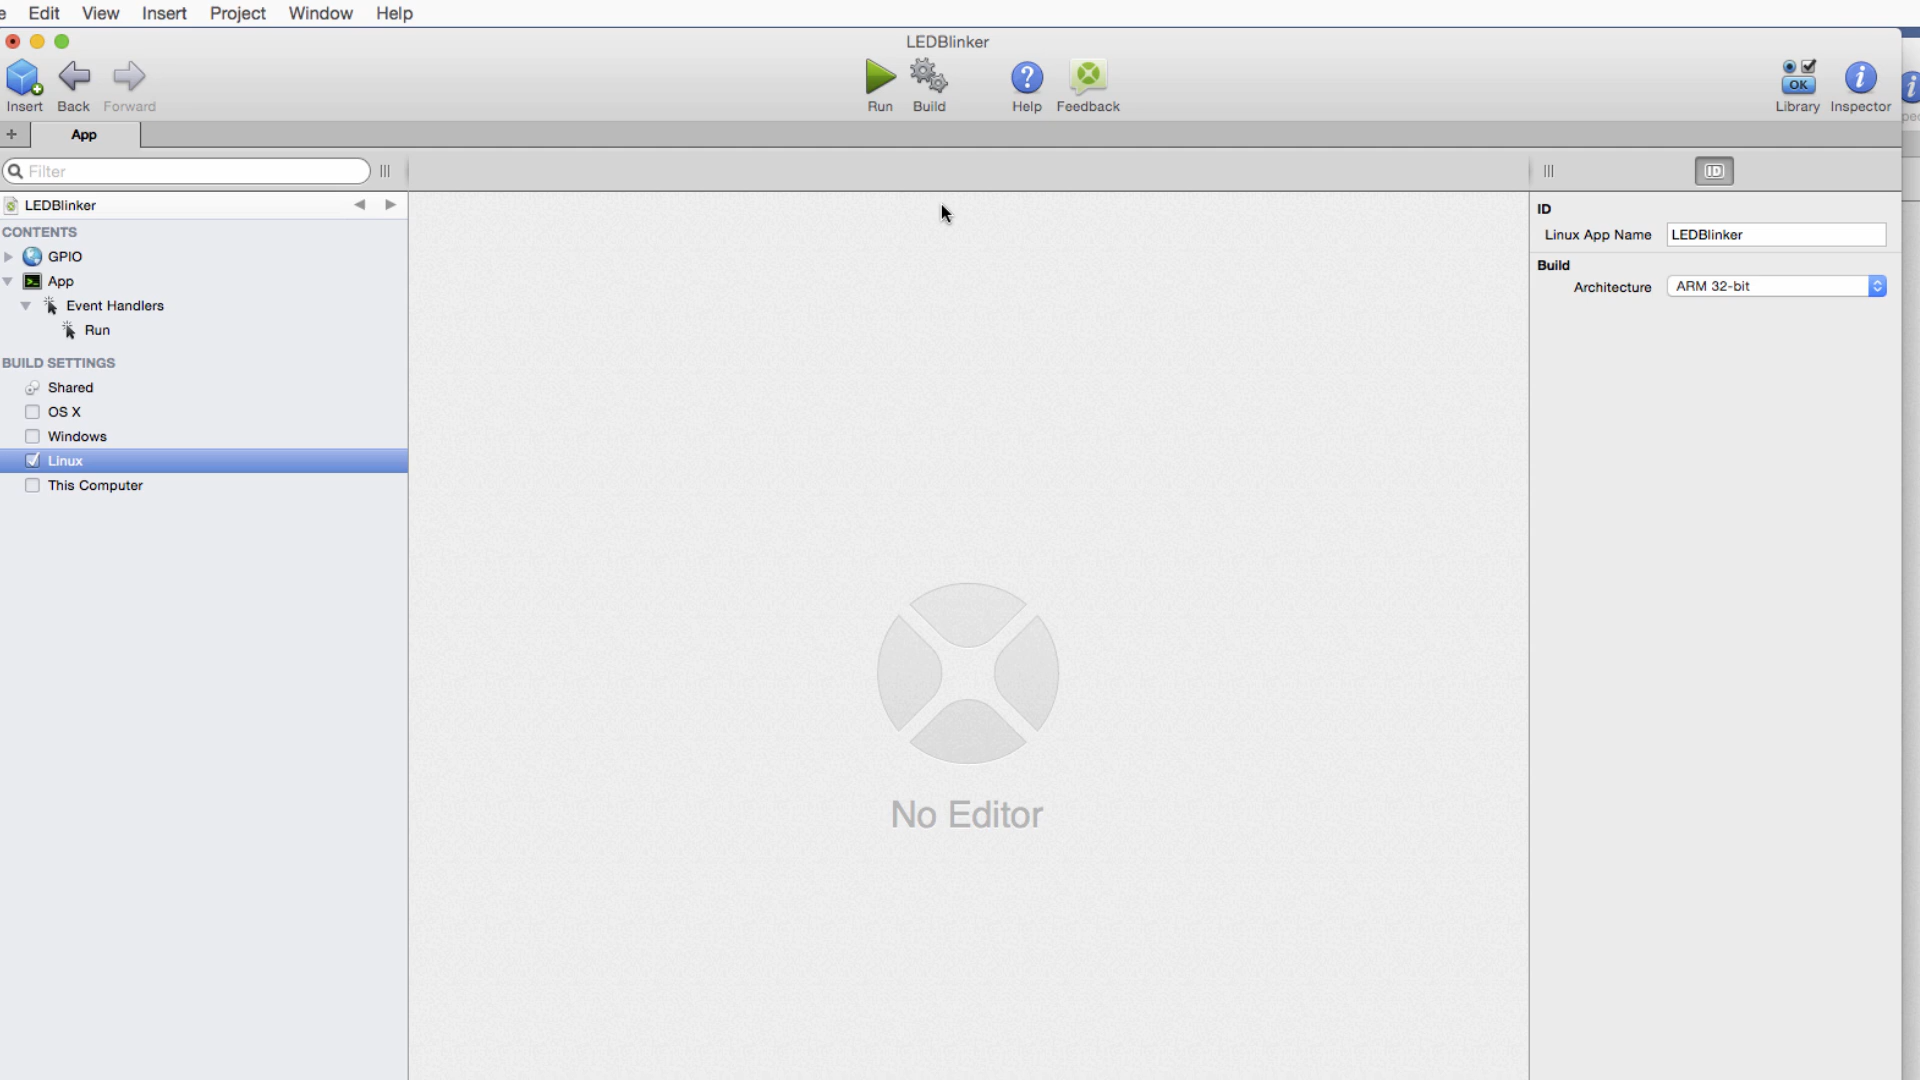 e Edit View Insert Project Window Help
LEDBlinker
Insert Back Forward Run Build Help Feedback OK Library Inspector
+ App
Filter ID
LEDBlinker
CONTENTS
GPIO
App
Event Handlers
Run
BUILD SETTINGS
Shared
OS X
Windows
Linux
This Computer
No Editor
ID
Linux App Name LEDBlinker
Build
Architecture ARM 32-bit